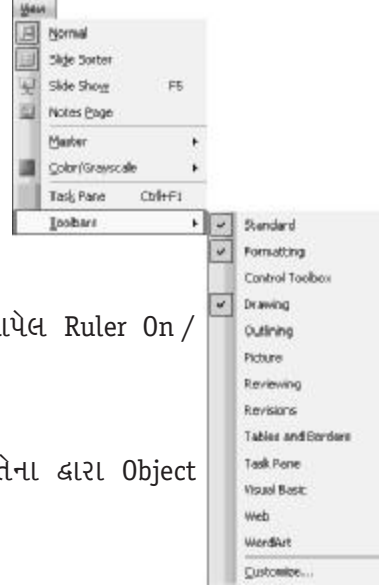 View
Normal
Slide Sorter
Slide Show F5
Notes Page
Master
Color/Grayscale
Task Pane Ctrl+F1
Toolbars
Standard
Formatting
Control Toolbox
Drawing
Outlining
Picture
Reviewing
Revisions
Tables and Borders
Task Pane
Visual Basic
Web
WordArt
Customize...
Ruler On /
તેના દ્વારા Object